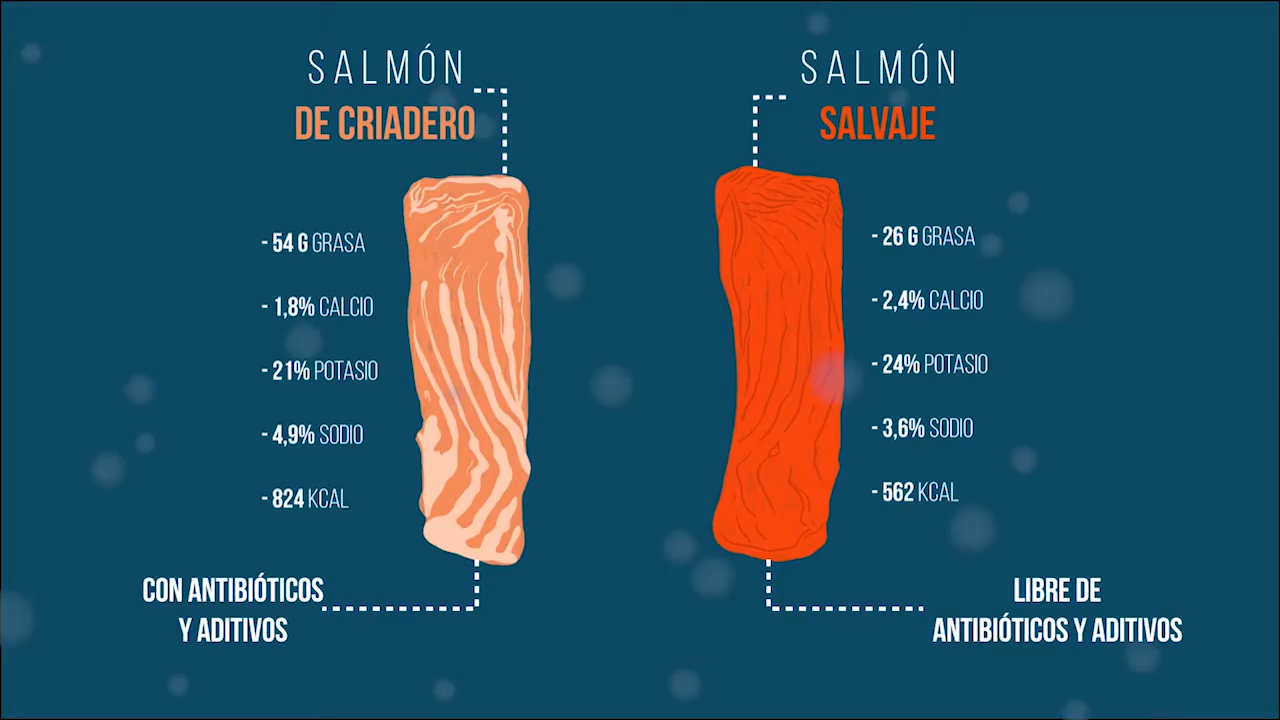 SALMÓN
DE CRIADERO
- 54 G GRASA
- 1,8% CALCIO
- 21% POTASIO
- 4,9% SODIO
- 824 KCAL
CON ANTIBIÓTICOS
Y ADITIVOS
SALMÓN
SALVAJE
- 26 G GRASA
- 2,4% CALCIO
- 24% POTASIO
- 3,6% SODIO
- 562 KCAL
LIBRE DE
ANTIBIÓTICOS Y ADITIVOS